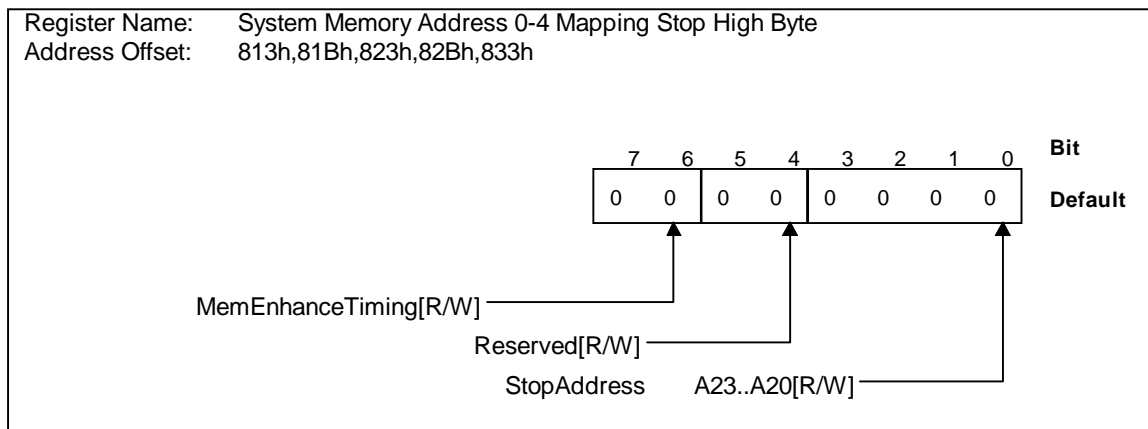 Register Name: System Memory Address 0-4 Mapping Stop High Byte
Address Offset: 813h,81Bh,823h,82Bh,833h
7 6 5 4 3 2 1 0 Bit
0 0 0 0 0 0 0 0 Default
MemEnhanceTiming[R/W]
Reserved[R/W]
StopAddress A23..A20[R/W]